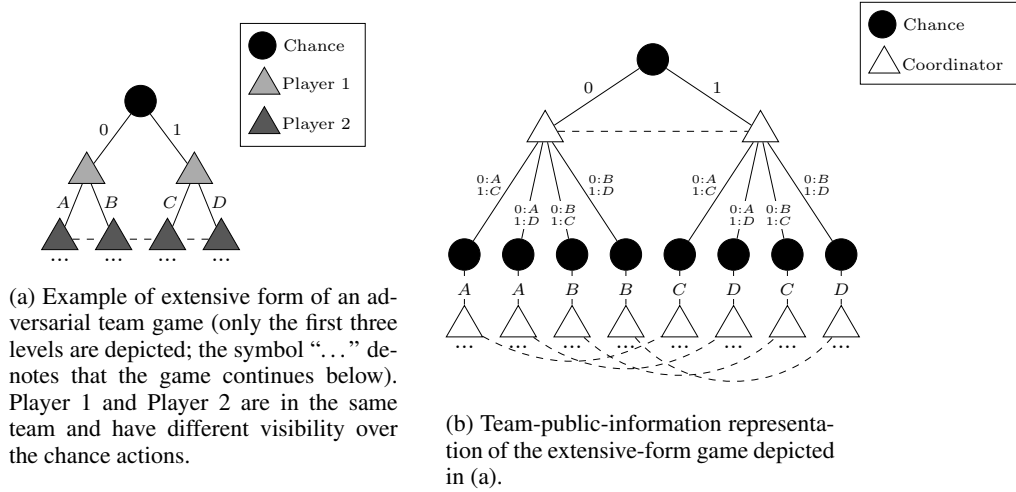 Chance
Player 1
Player 2
0
1
A
B
C
D
...
...
...
...
(a) Example of extensive form of an ad-
versarial team game (only the first three
levels are depicted; the symbol “...” de-
notes that the game continues below).
Player 1 and Player 2 are in the same
team and have different visibility over
the chance actions.
Chance
Coordinator
0
1
0:A
1:C
0:A
1:D
0:B
1:C
0:B
1:D
0:A
1:C
0:A
1:D
0:B
1:C
0:B
1:D
A
A
B
B
C
D
C
D
...
...
...
...
...
...
...
...
(b) Team-public-information representa-
tion of the extensive-form game depicted
in (a).